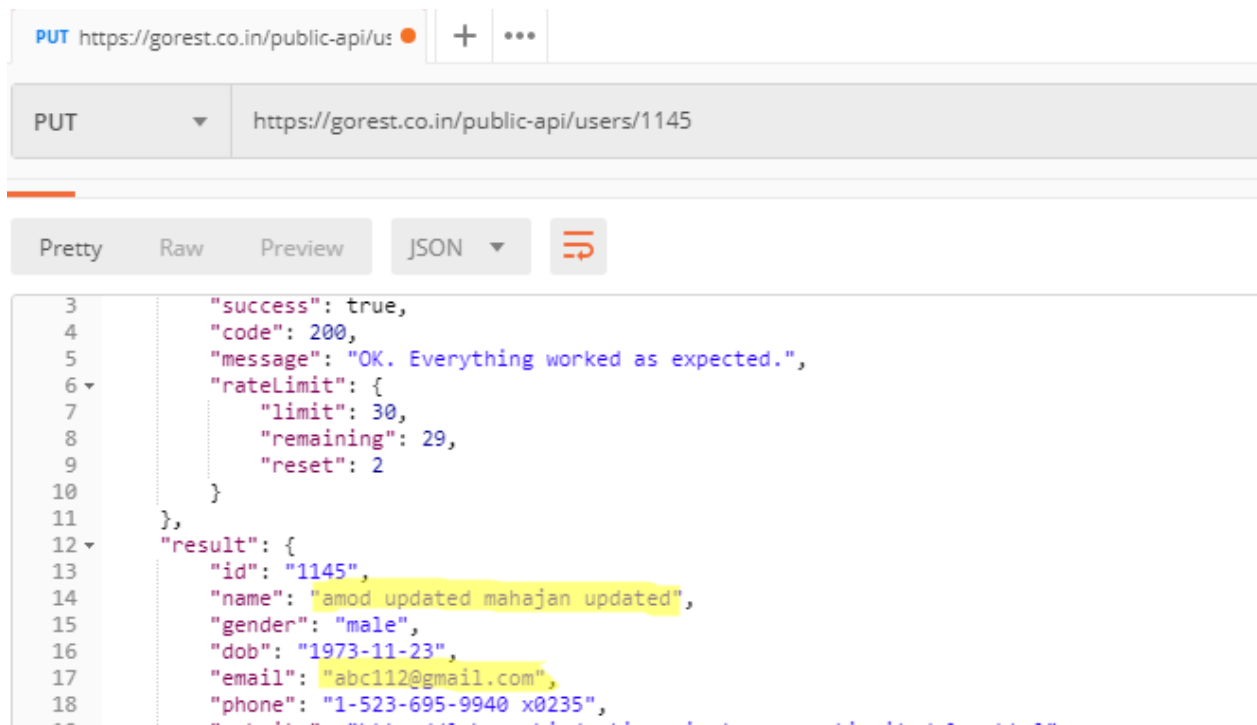 PUT https://gorest.co.in/public-api/us
PUT https://gorest.co.in/public-api/users/1145
Pretty Raw Preview JSON
3 "success": true,
4 "code": 200,
5 "message": "OK. Everything worked as expected.",
6 "rateLimit": {
7 "limit": 30,
8 "remaining": 29,
9 "reset": 2
10 }
11 },
12 "result": {
13 "id": "1145",
14 "name": "amod updated mahajan updated",
15 "gender": "male",
16 "dob": "1973-11-23",
17 "email": "abc112@gmail.com",
18 "phone": "1-523-695-9940 x0235",